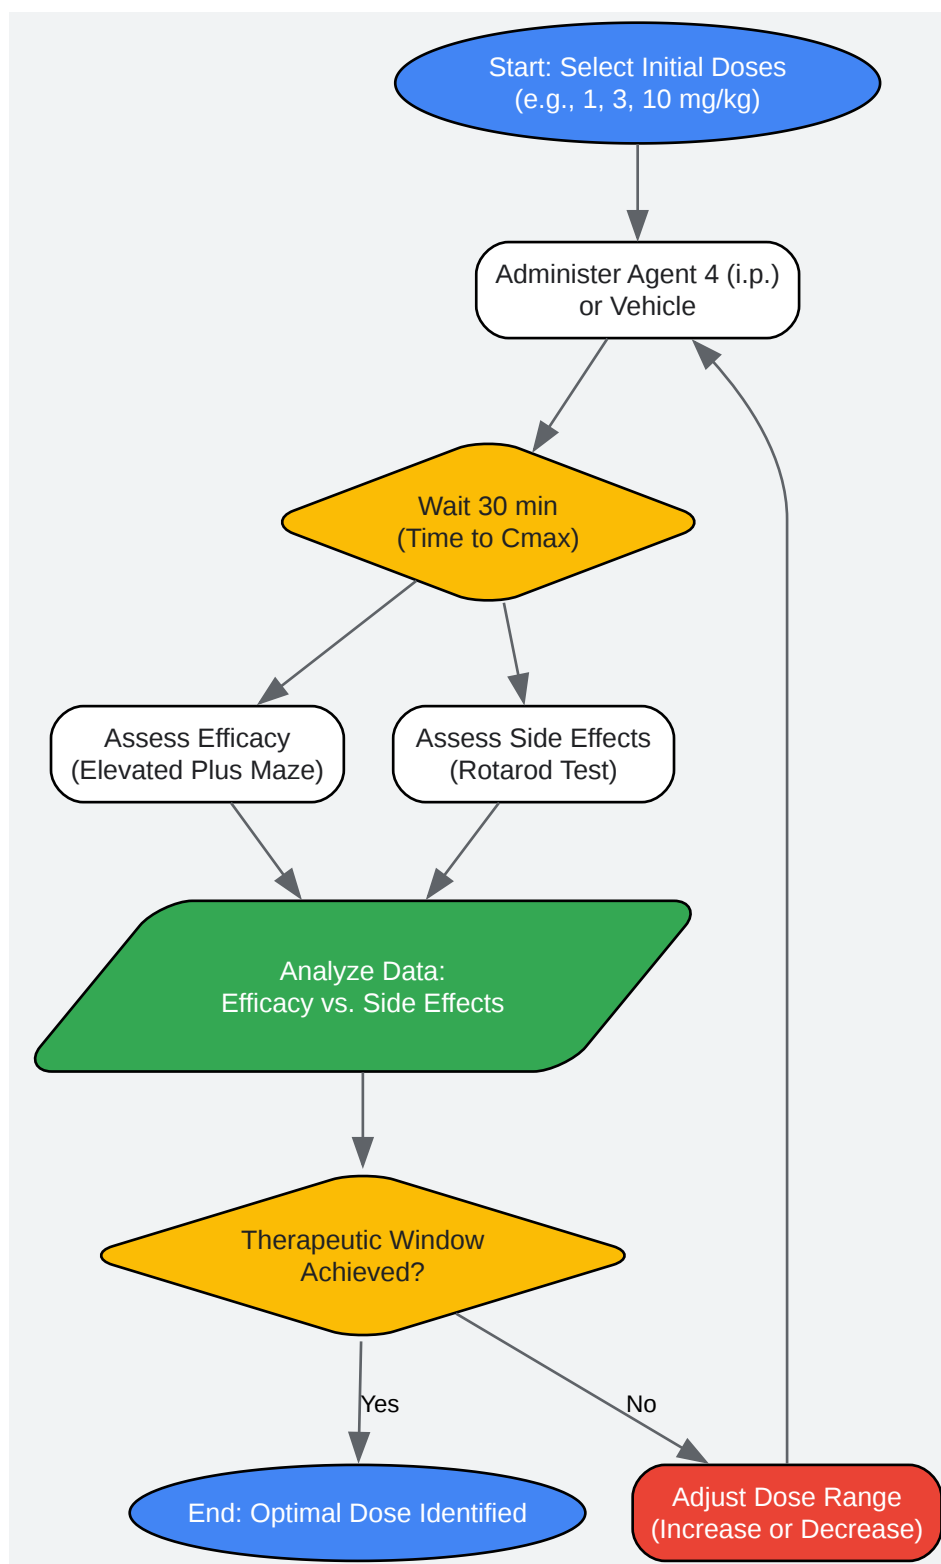 Start: Select Initial Doses
(e.g., 1, 3, 10 mg/kg)
Administer Agent 4 (i.p.)
or Vehicle
Wait 30 min
(Time to Cmax)
Assess Efficacy
(Elevated Plus Maze)
Assess Side Effects
(Rotarod Test)
Analyze Data:
Efficacy vs. Side Effects
Therapeutic Window
Achieved?
Yes
No
End: Optimal Dose Identified
Adjust Dose Range
(Increase or Decrease)